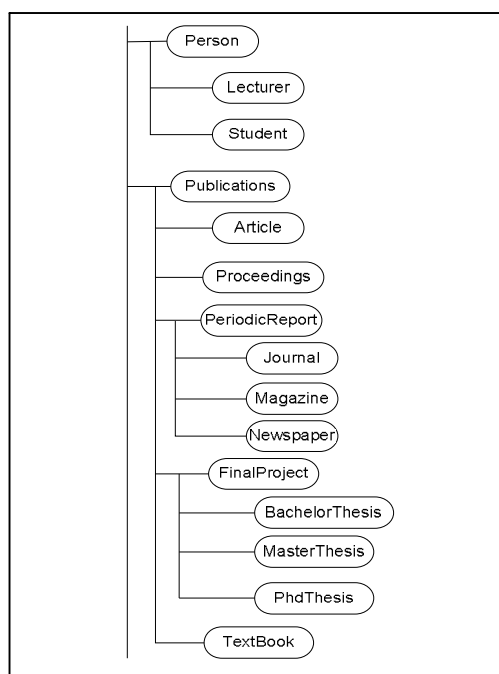 Person
Lecturer
Student
Publications
Article
Proceedings
PeriodicReport
Journal
Magazine
Newspaper
FinalProject
BachelorThesis
MasterThesis
PhdThesis
TextBook